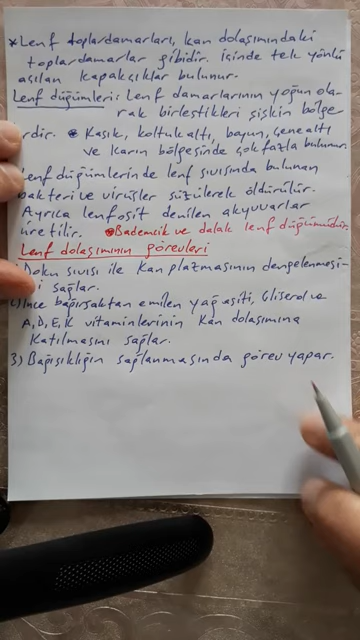 * Lenf toplardamarları, kan dolaşımındaki
toplardamarlar gibidir. İçinde tek yönlü
açılan kapakçıklar bulunur.
Lenf düğümleri: Lenf damarlarının yoğun ola-
rak birleştikleri şişkin bölge
rdir. * Kasık, koltukaltı, boyun, çene altı
ve karın bölgesinde çok fazla bulunur.
Lenf düğümlerinde lenf sıvısında bulunan
bakteri ve virüsler süzülerek öldürülür.
Ayrıca lenfosit denilen akyuvarlar
üretilir. * Bademcik ve dalak lenf düğümüdür.
Lenf dolaşımının görevleri
Doku sıvısı ile kan plazmasının dengelenmesi-
i sağlar.
2) İnce bağırsaktan emilen yağ asiti, Gliserol ve
A, D, E, K vitaminlerinin kan dolaşımına
katılmasını sağlar.
3) Bağışıklığın sağlanmasında görev yapar.